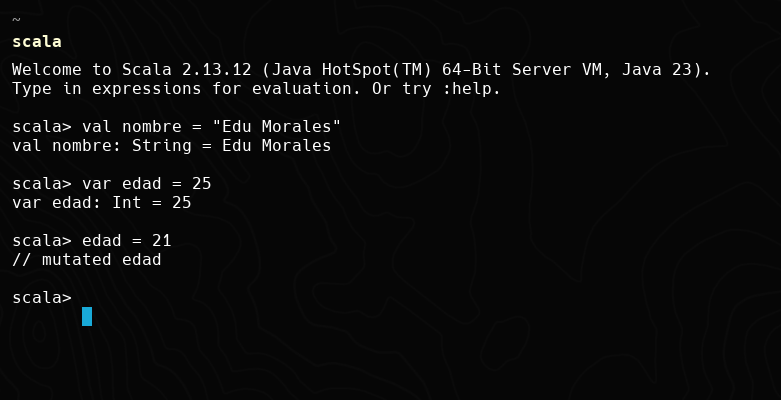 ~
scala
Welcome to Scala 2.13.12 (Java HotSpot(TM) 64-Bit Server VM, Java 23).
Type in expressions for evaluation. Or try :help.
scala> val nombre = "Edu Morales"
val nombre: String = Edu Morales
scala> var edad = 25
var edad: Int = 25
scala> edad = 21
// mutated edad
scala>